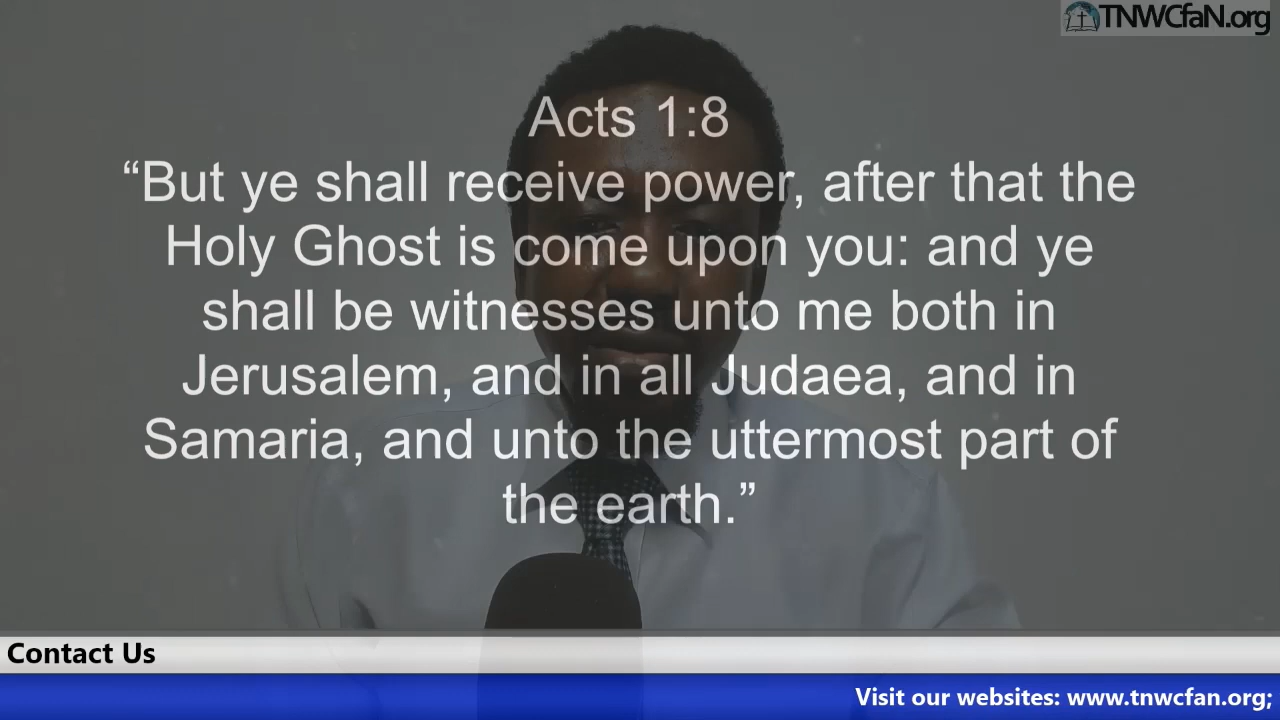 TNWCfaN.org
Acts 1:8
“But ye shall receive power, after that the
Holy Ghost is come upon you: and ye
shall be witnesses unto me both in
Jerusalem, and in all Judaea, and in
Samaria, and unto the uttermost part of
the earth.”
Contact Us
Visit our websites: www.tnwcfan.org;